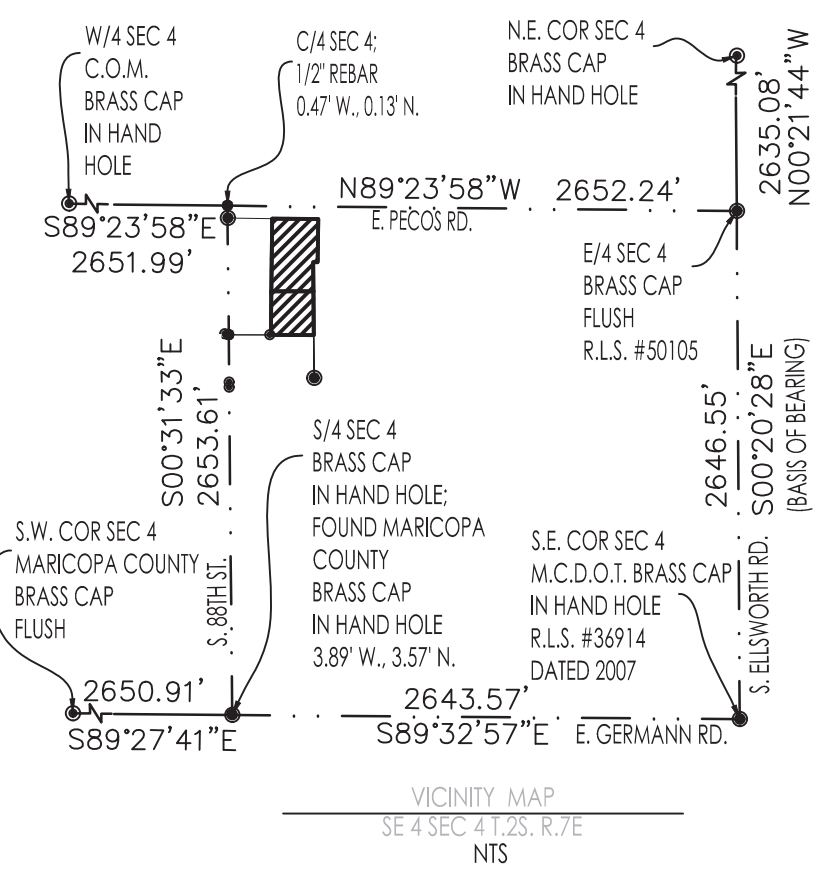 W/4 SEC 4
C.O.M.
BRASS CAP
IN HAND
HOLE
C/4 SEC 4;
1/2" REBAR
0.47' W., 0.13' N.
N.E. COR SEC 4
BRASS CAP
IN HAND HOLE
2635.08'
N00°21'44"W
S89°23'58"E
2651.99'
N89°23'58"W 2652.24'
E. PECOS RD.
E/4 SEC 4
BRASS CAP
FLUSH
R.L.S. #50105
S00°31'33"E
2653.61'
S. 88TH ST.
2646.55'
S00°20'28"E
(BASIS OF BEARING)
S. ELLSWORTH RD.
S/4 SEC 4
BRASS CAP
IN HAND HOLE;
FOUND MARICOPA
COUNTY
BRASS CAP
IN HAND HOLE
3.89' W., 3.57' N.
S.W. COR SEC 4
MARICOPA COUNTY
BRASS CAP
FLUSH
S.E. COR SEC 4
M.C.D.O.T. BRASS CAP
IN HAND HOLE
R.L.S. #36914
DATED 2007
2650.91'
S89°27'41"E
2643.57'
S89°32'57"E E. GERMANN RD.
VICINITY MAP
SE 4 SEC 4 T.2S. R.7E
NTS